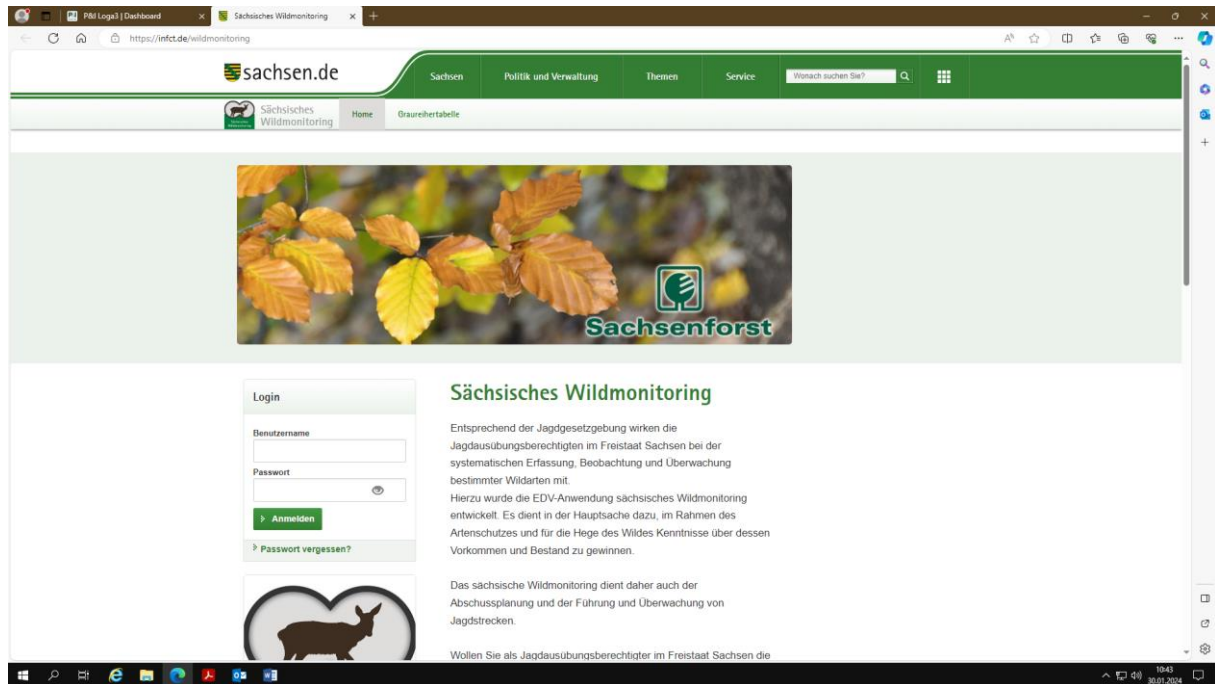 P&I Loga3 | Dashboard
Sächsisches Wildmonitoring
https://infct.de/wildmonitoring
sachsen.de
Sachsen
Politik und Verwaltung
Themen
Service
Wonach suchen Sie?
Sächsisches
Wildmonitoring
Home
Graureihertabelle
Sachsenforst
Login
Benutzername
Passwort
Anmelden
Passwort vergessen?
Sächsisches Wildmonitoring
Entsprechend der Jagdgesetzgebung wirken die
Jagdausübungsberechtigten im Freistaat Sachsen bei der
systematischen Erfassung, Beobachtung und Überwachung
bestimmter Wildarten mit.
Hierzu wurde die EDV-Anwendung sächsisches Wildmonitoring
entwickelt. Es dient in der Hauptsache dazu, im Rahmen des
Artenschutzes und für die Hege des Wildes Kenntnisse über dessen
Vorkommen und Bestand zu gewinnen.
Das sächsische Wildmonitoring dient daher auch der
Abschussplanung und der Führung und Überwachung von
Jagdstrecken.
Wollen Sie als Jagdausübungsberechtigter im Freistaat Sachsen die
10:43
30.01.2024